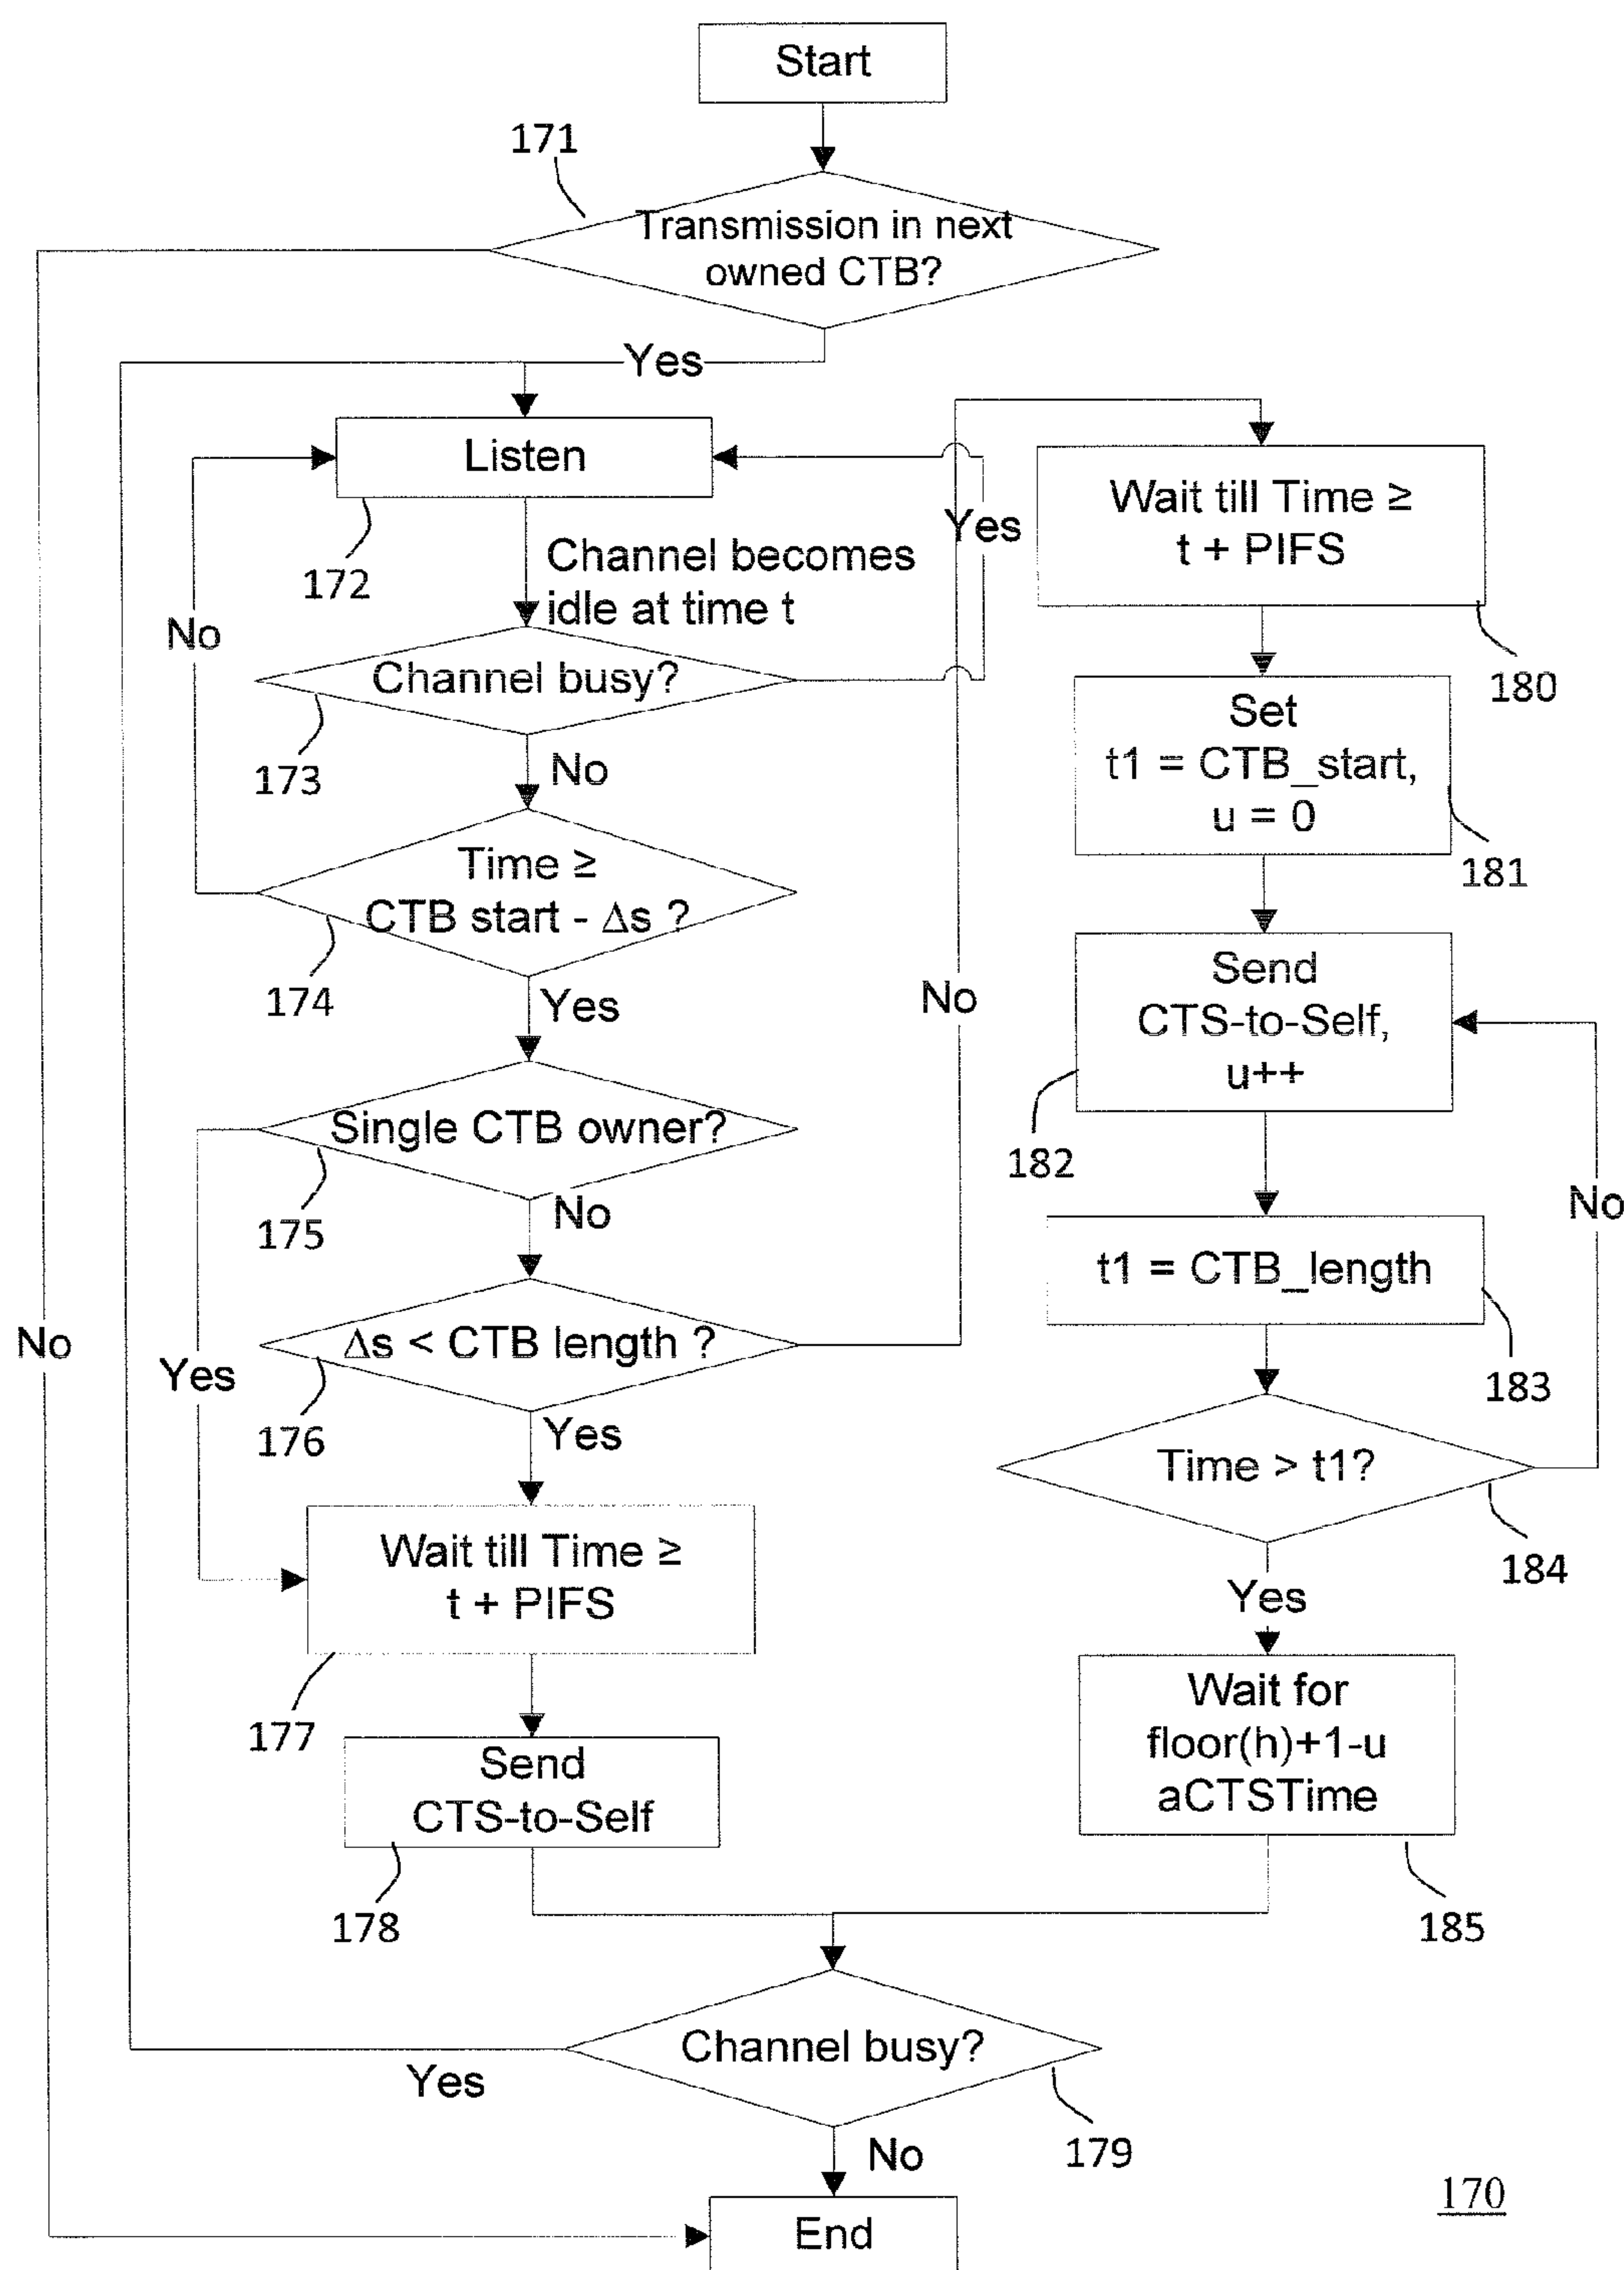 Start
171
Transmission in next
owned CTB?
Yes
Listen
172
Channel becomes
idle at time t
Yes
No
Channel busy?
173
No
Time ≥
CTB start - Δs ?
174
Yes
No
Single CTB owner?
175
No
Δs < CTB length ?
176
No
Yes
Yes
Wait till Time ≥
t + PIFS
177
Send
CTS-to-Self
178
Wait till Time ≥
t + PIFS
180
Set
t1 = CTB_start,
u = 0
181
Send
CTS-to-Self,
u++
182
No
t1 = CTB_length
183
Time > t1?
184
Yes
Wait for
floor(h)+1-u
aCTSTime
185
Channel busy?
Yes
179
No
End
170